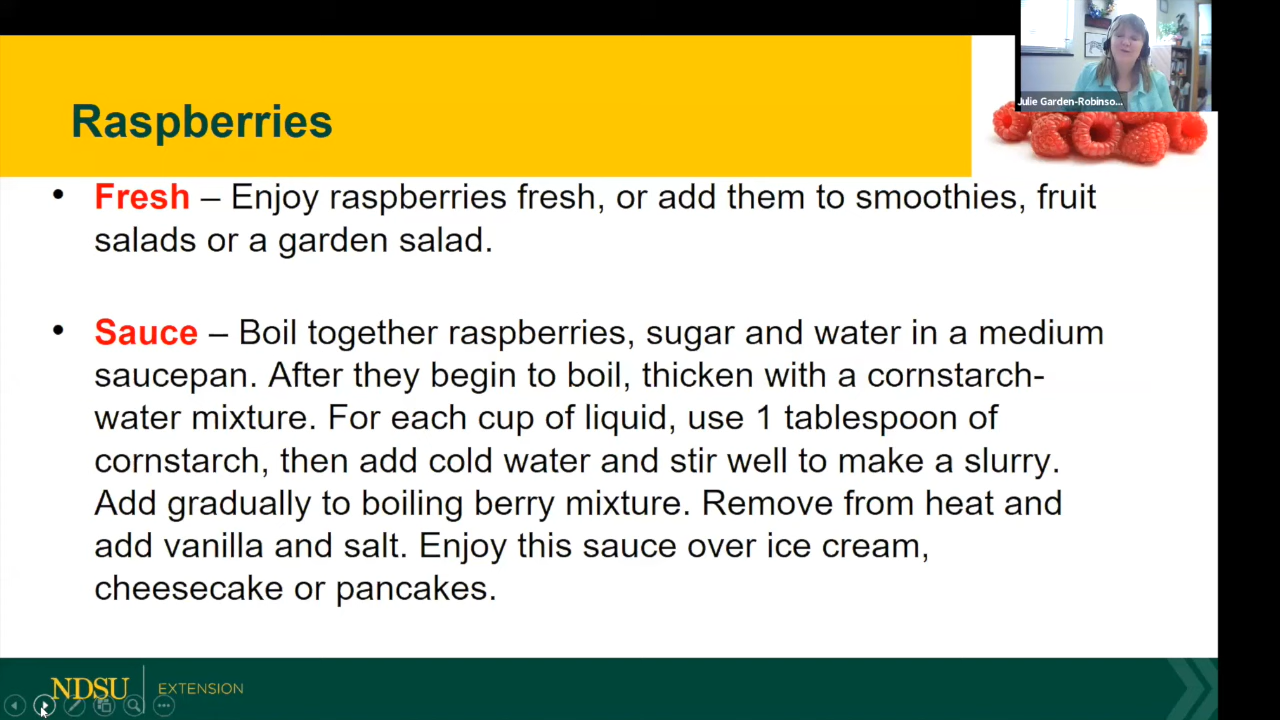 Julie Garden-Robinso...
Raspberries
• Fresh – Enjoy raspberries fresh, or add them to smoothies, fruit
salads or a garden salad.
• Sauce – Boil together raspberries, sugar and water in a medium
saucepan. After they begin to boil, thicken with a cornstarch-
water mixture. For each cup of liquid, use 1 tablespoon of
cornstarch, then add cold water and stir well to make a slurry.
Add gradually to boiling berry mixture. Remove from heat and
add vanilla and salt. Enjoy this sauce over ice cream,
cheesecake or pancakes.
NDSU EXTENSION